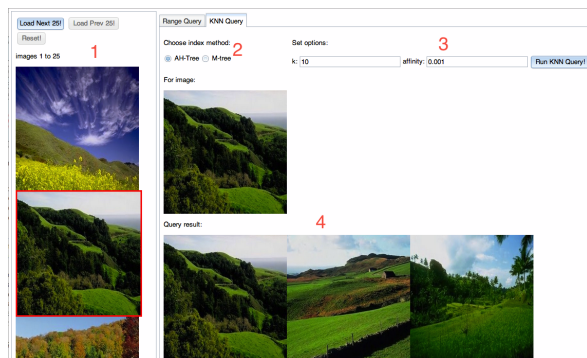 Load Next 25! Load Prev 25!
Reset!
images 1 to 25
1
Range Query KNN Query
Choose index method:
2
AH-Tree M-tree
Set options:
3
k: 10 affinity: 0.001 Run KNN Query!
For image:
Query result:
4